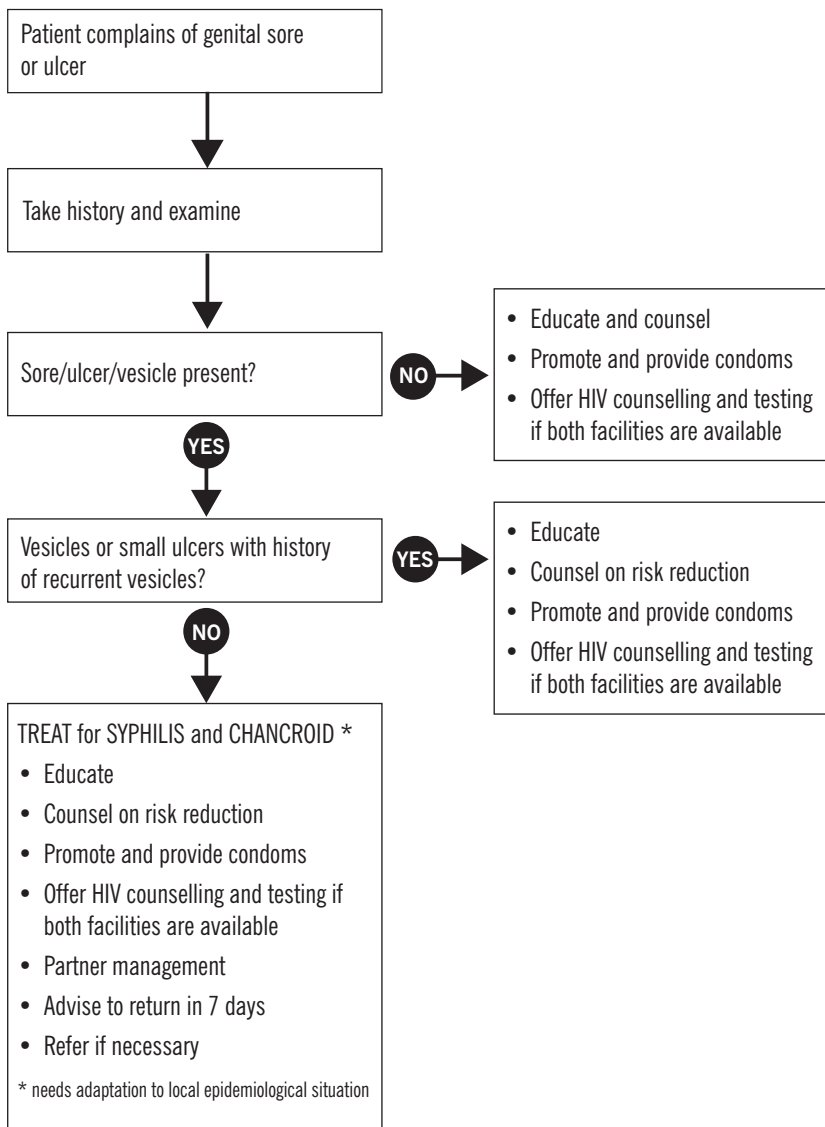 Patient complains of genital sore
or ulcer
Take history and examine
Sore/ulcer/vesicle present?
NO
• Educate and counsel
• Promote and provide condoms
• Offer HIV counselling and testing
if both facilities are available
YES
Vesicles or small ulcers with history
of recurrent vesicles?
YES
• Educate
• Counsel on risk reduction
• Promote and provide condoms
• Offer HIV counselling and testing
if both facilities are available
NO
TREAT for SYPHILIS and CHANCROID *
• Educate
• Counsel on risk reduction
• Promote and provide condoms
• Offer HIV counselling and testing if
both facilities are available
• Partner management
• Advise to return in 7 days
• Refer if necessary
* needs adaptation to local epidemiological situation